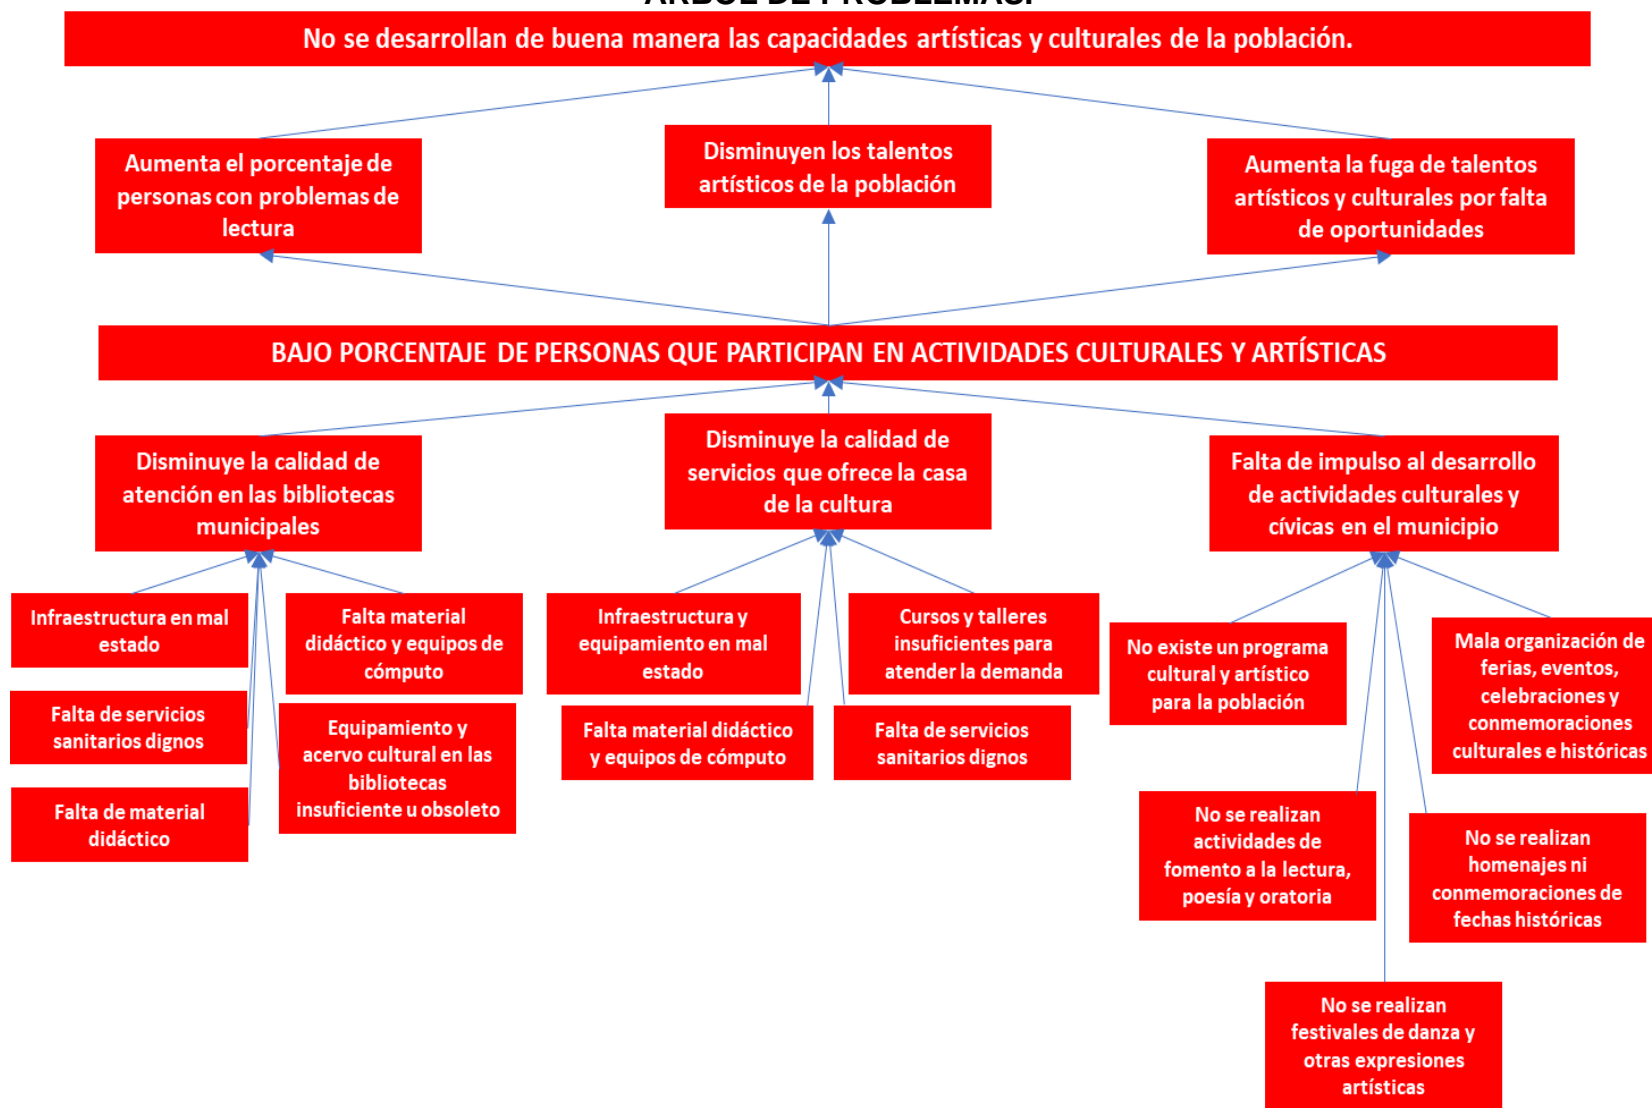 ÁRBOL DE PROBLEMAS.
No se desarrollan de buena manera las capacidades artísticas y culturales de la población.
Aumenta el porcentaje de
personas con problemas de
lectura
Disminuyen los talentos
artísticos de la población
Aumenta la fuga de talentos
artísticos y culturales por falta
de oportunidades
BAJO PORCENTAJE DE PERSONAS QUE PARTICIPAN EN ACTIVIDADES CULTURALES Y ARTÍSTICAS
Disminuye la calidad de
atención en las bibliotecas
municipales
Disminuye la calidad de
servicios que ofrece la casa
de la cultura
Falta de impulso al desarrollo
de actividades culturales y
cívicas en el municipio
Infraestructura en mal
estado
Falta material
didáctico y equipos de
cómputo
Falta de servicios
sanitarios dignos
Equipamiento y
acervo cultural en las
bibliotecas
insuficiente u obsoleto
Falta de material
didáctico
Infraestructura y
equipamiento en mal
estado
Cursos y talleres
insuficientes para
atender la demanda
Falta material didáctico
y equipos de cómputo
Falta de servicios
sanitarios dignos
No existe un programa
cultural y artístico
para la población
Mala organización de
ferias, eventos,
celebraciones y
conmemoraciones
culturales e históricas
No se realizan
actividades de
fomento a la lectura,
poesía y oratoria
No se realizan
homenajes ni
conmemoraciones de
fechas históricas
No se realizan
festivales de danza y
otras expresiones
artísticas